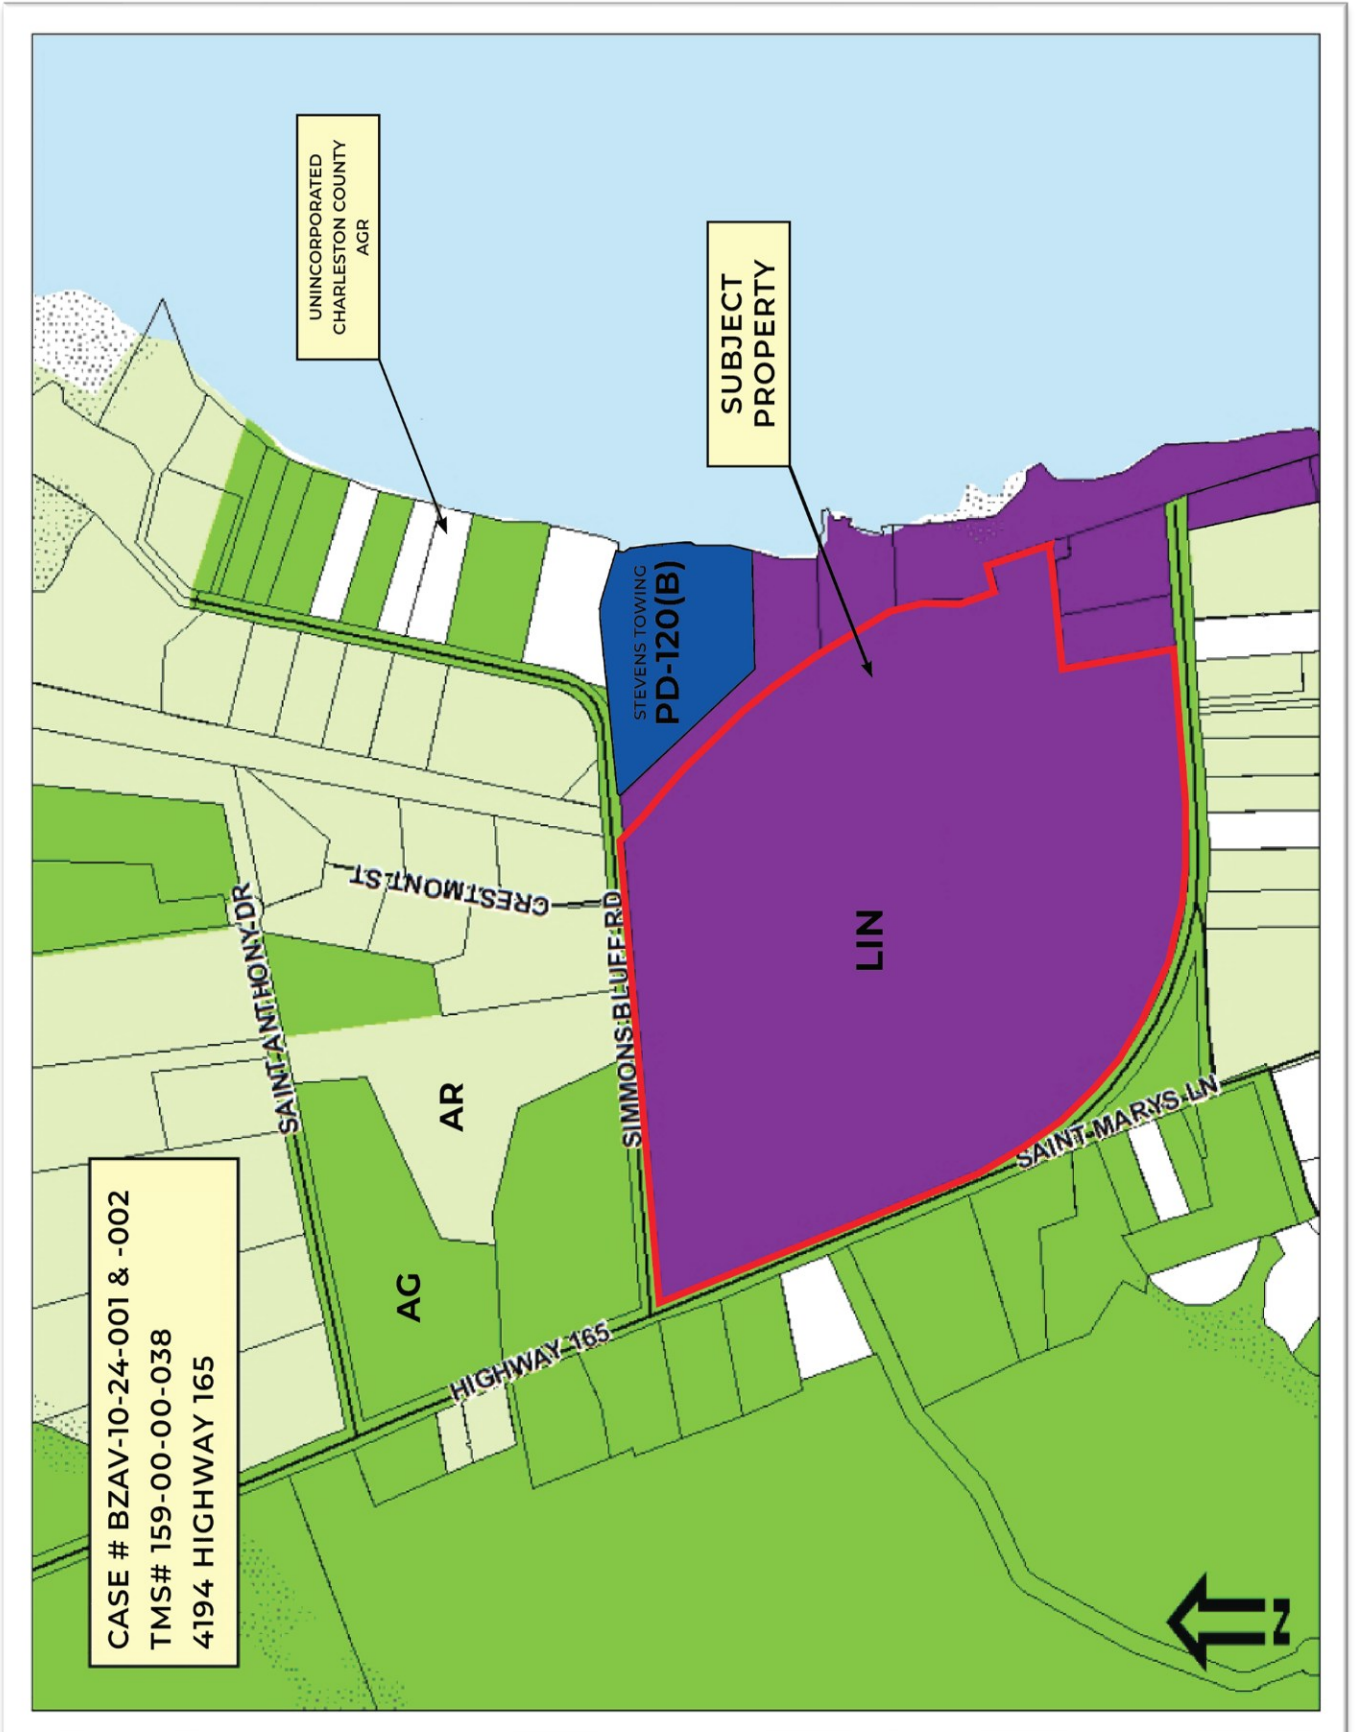 CASE # BZAV-10-24-001 & -002
TMS# 159-00-00-038
4194 HIGHWAY 165
UNINCORPORATED
CHARLESTON COUNTY
AGR
SUBJECT
PROPERTY
STEVENS TOWING
PD-120(B)
SAINT ANTHONY DR
CRESTMONT ST
SIMMONS BLUFF RD
AR
AG
LIN
HIGHWAY 165
SAINT MARYS LN
N